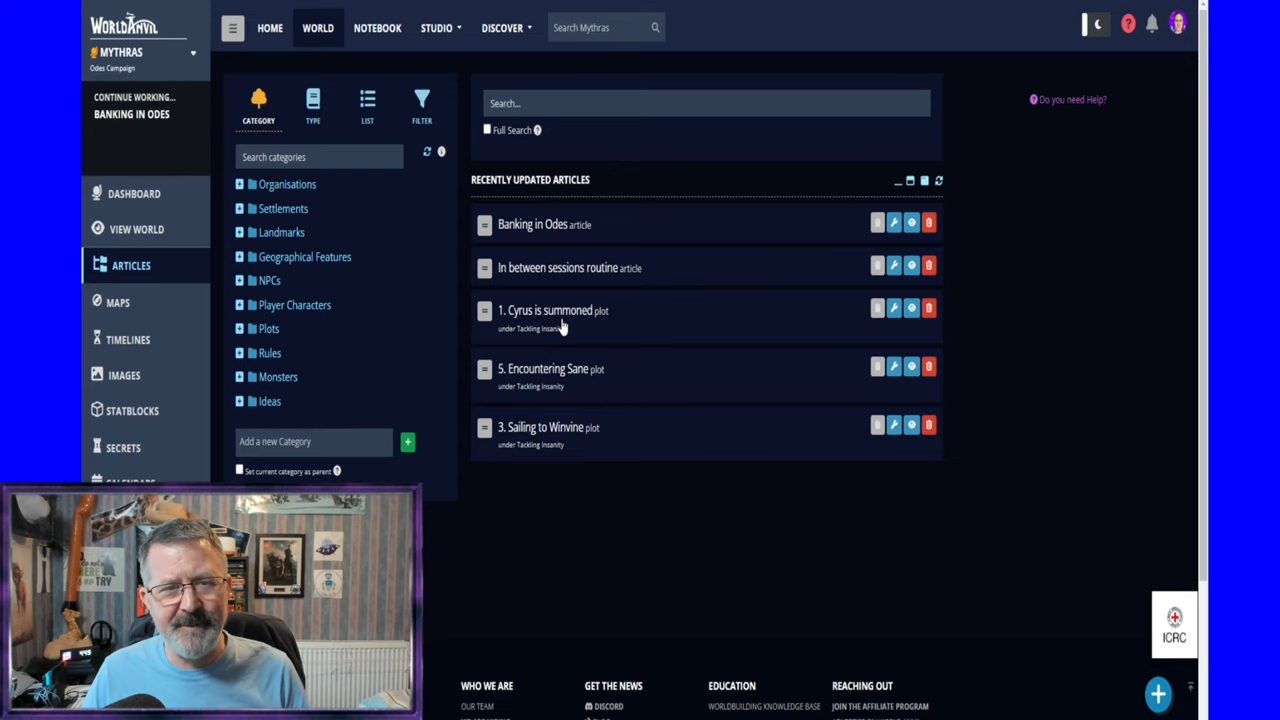 WORLDANVIL
MYTHRAS
Odes Campaign
CONTINUE WORKING...
BANKING IN ODES
DASHBOARD
VIEW WORLD
ARTICLES
MAPS
TIMELINES
IMAGES
STATBLOCKS
SECRETS
HOME
WORLD
NOTEBOOK
STUDIO
DISCOVER
Search Mythras
CATEGORY
TYPE
LIST
FILTER
Search categories
Organisations
Settlements
Landmarks
Geographical Features
NPCs
Player Characters
Plots
Rules
Monsters
Ideas
Add a new Category
Set current category as parent
Search...
Full Search
RECENTLY UPDATED ARTICLES
Banking in Odes article
In between sessions routine article
1. Cyrus is summoned plot
under Tackling Insanity
5. Encountering Sane plot
under Tackling Insanity
3. Sailing to Winvine plot
under Tackling Insanity
Do you need Help?
ICRC
WHO WE ARE
OUR TEAM
GET THE NEWS
DISCORD
EDUCATION
WORLDBUILDING KNOWLEDGE BASE
REACHING OUT
JOIN THE AFFILIATE PROGRAM